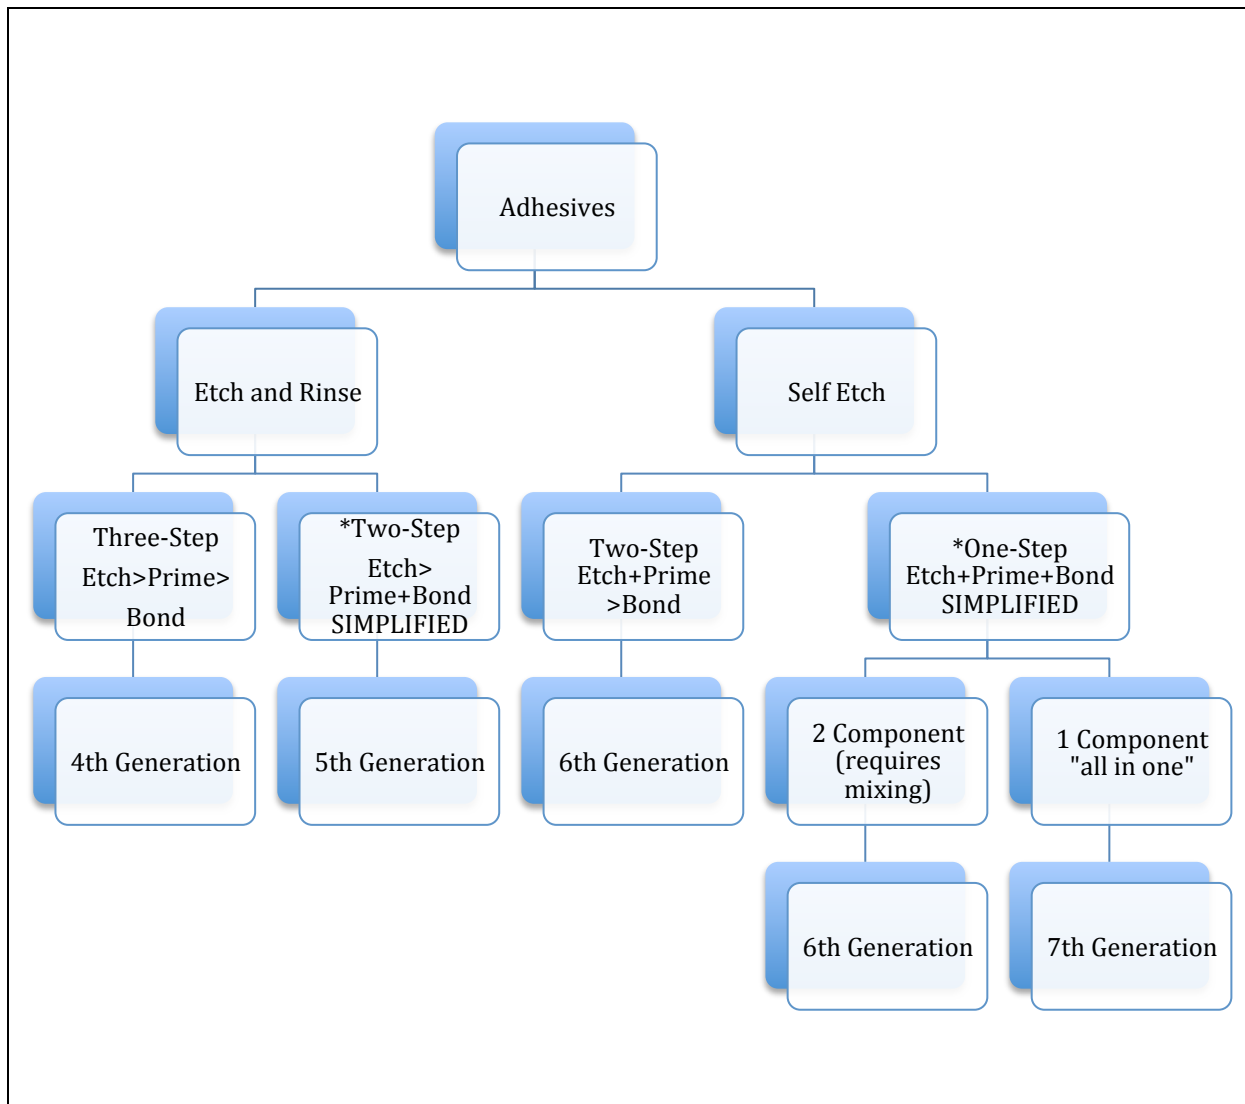 Adhesives
Etch and Rinse
Self Etch
Three-Step
Etch>Prime>
Bond
*Two-Step
Etch>
Prime+Bond
SIMPLIFIED
Two-Step
Etch+Prime
>Bond
*One-Step
Etch+Prime+Bond
SIMPLIFIED
4th Generation
5th Generation
6th Generation
2 Component
(requires
mixing)
1 Component
"all in one"
6th Generation
7th Generation